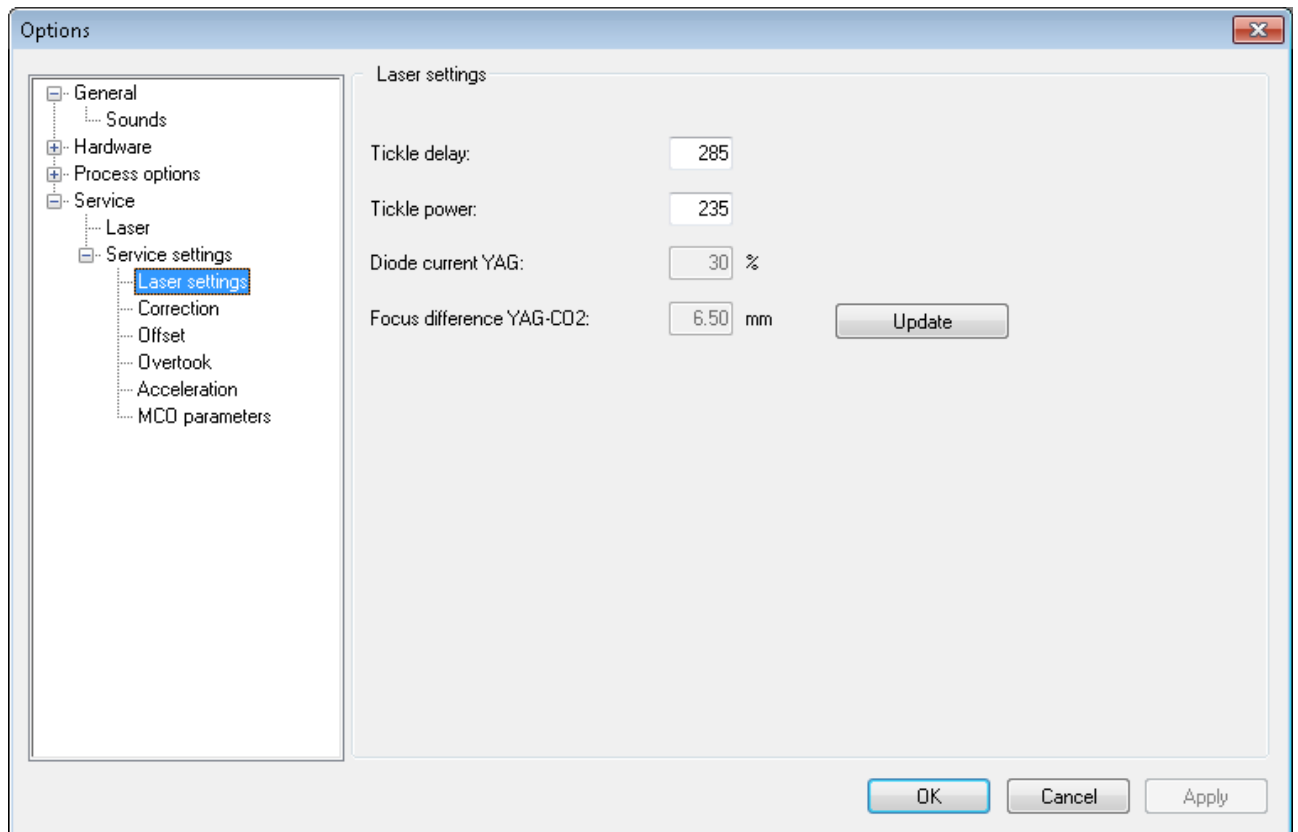 Options
General
Sounds
Hardware
Process options
Service
Laser
Service settings
Laser settings
Correction
Offset
Overtook
Acceleration
MCO parameters
Laser settings
Tickle delay: 285
Tickle power: 235
Diode current YAG: 30 %
Focus difference YAG-CO2: 6.50 mm Update
OK Cancel Apply